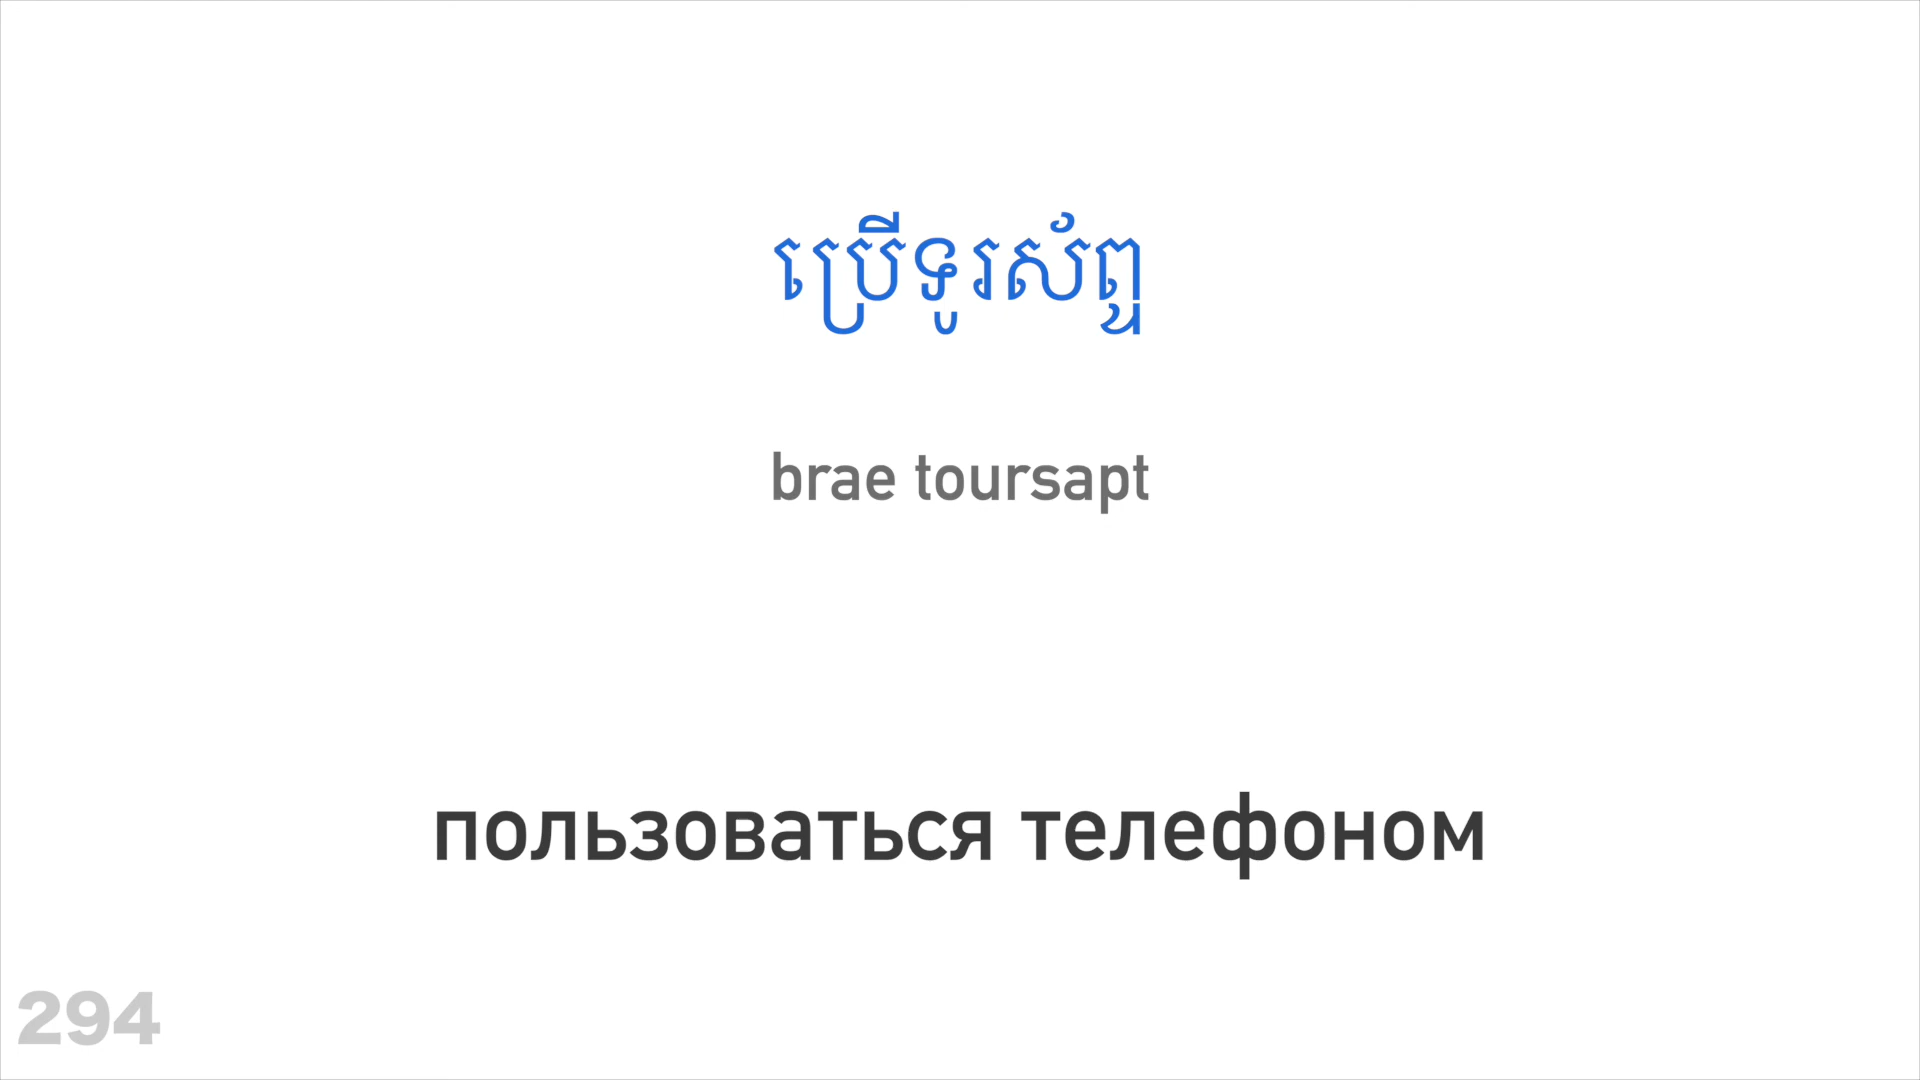 ប្រើទូរស័ព្ទ
brae toursapt
пользоваться телефоном
294